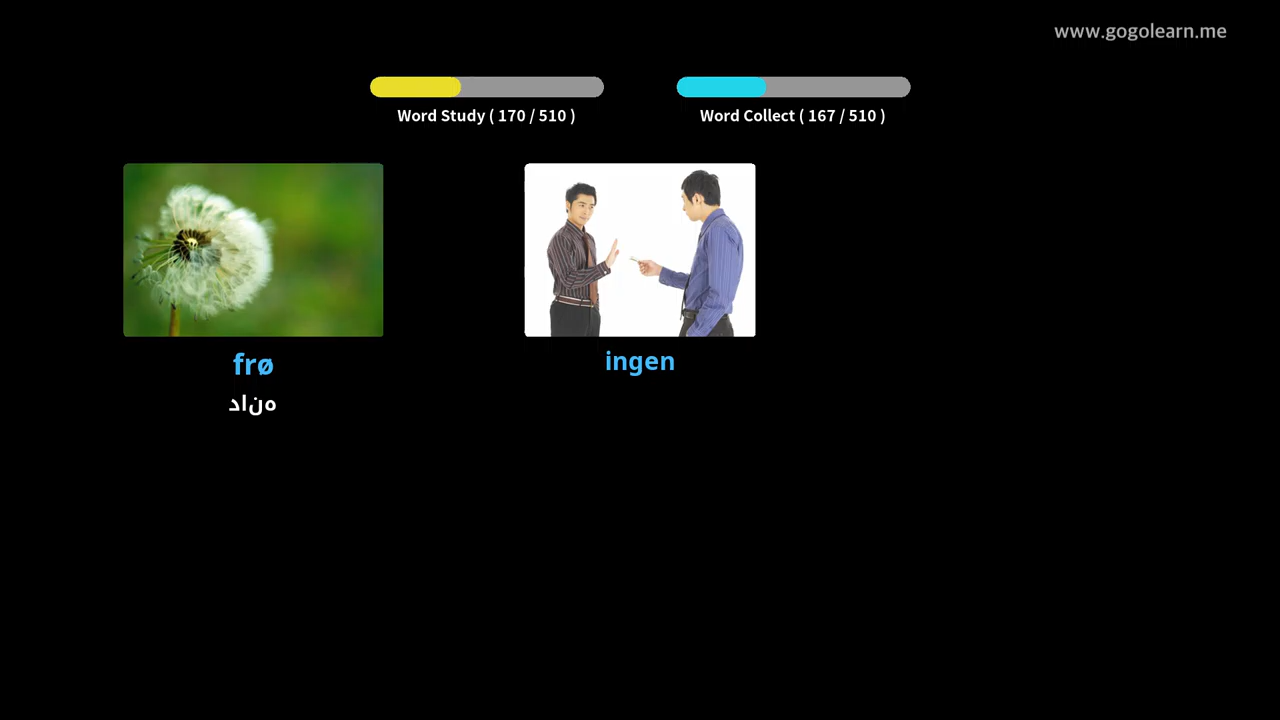 www.gogolearn.me
Word Study ( 170 / 510 )
Word Collect ( 167 / 510 )
frø
دانه
ingen